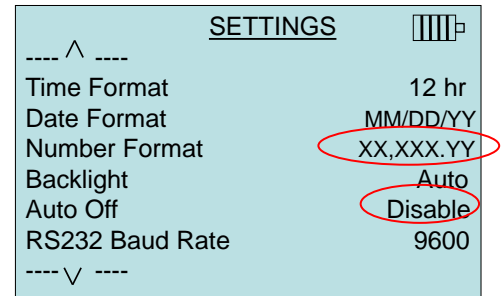 SETTINGS
---- ^ ----
Time Format 12 hr
Date Format MM/DD/YY
Number Format XX,XXX.YY
Backlight Auto
Auto Off Disable
RS232 Baud Rate 9600
---- v ----